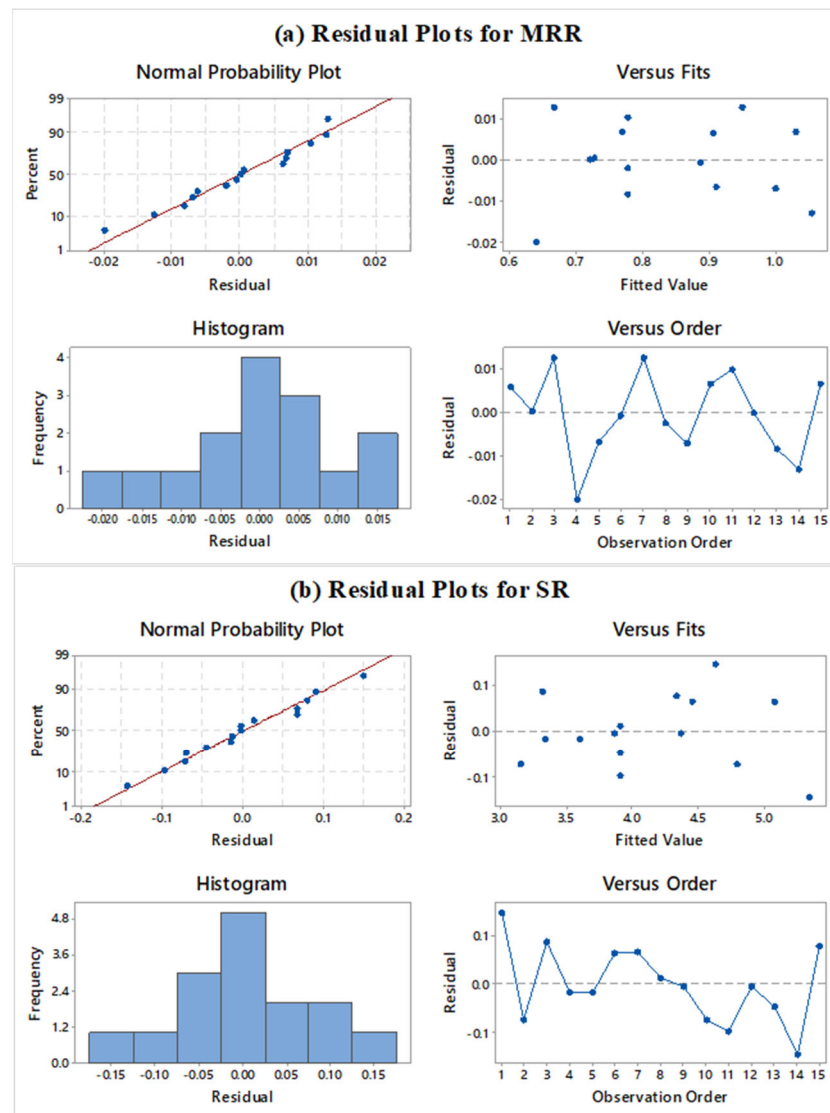 (a) Residual Plots for MRR
Normal Probability Plot
Versus Fits
99
90
50
10
1
Percent
-0.02 -0.01 0.00 0.01 0.02
Residual
0.01
0.00
-0.01
-0.02
Residual
0.6 0.7 0.8 0.9 1.0
Fitted Value
Histogram
Versus Order
4
3
2
1
0
Frequency
-0.020 -0.015 -0.010 -0.005 0.000 0.005 0.010 0.015
Residual
0.01
0.00
-0.01
-0.02
Residual
1 2 3 4 5 6 7 8 9 10 11 12 13 14 15
Observation Order
(b) Residual Plots for SR
Normal Probability Plot
Versus Fits
99
90
50
10
1
Percent
-0.2 -0.1 0.0 0.1 0.2
Residual
0.1
0.0
-0.1
Residual
3.0 3.5 4.0 4.5 5.0
Fitted Value
Histogram
Versus Order
4.8
3.6
2.4
1.2
0.0
Frequency
-0.15 -0.10 -0.05 0.00 0.05 0.10 0.15
Residual
0.1
0.0
-0.1
Residual
1 2 3 4 5 6 7 8 9 10 11 12 13 14 15
Observation Order